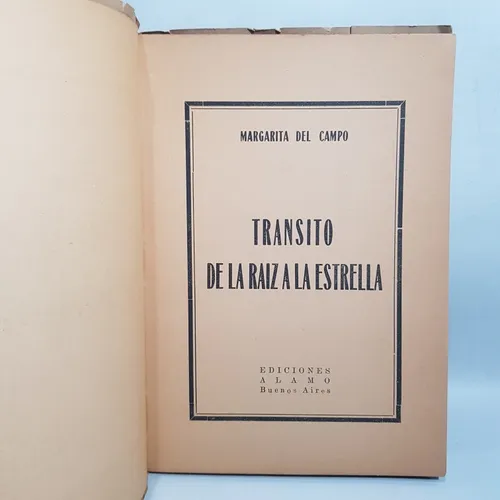 MARGARITA DEL CAMPO
TRANSITO
DE LA RAIZ A LA ESTRELLA
EDICIONES
ALAMO
Buenos Aires